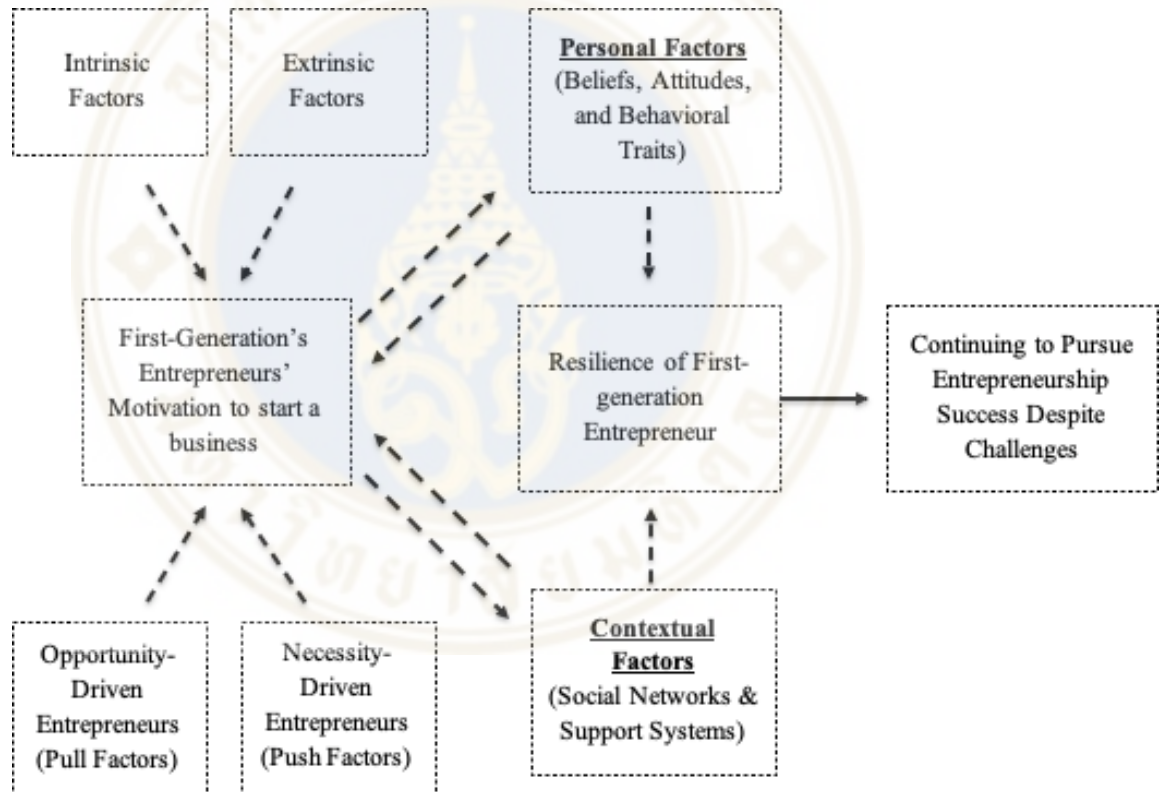 Intrinsic
Factors
Extrinsic
Factors
Personal Factors
(Beliefs, Attitudes,
and Behavioral
Traits)
First-Generation’s
Entrepreneurs’
Motivation to start a
business
Resilience of First-
generation
Entrepreneur
Continuing to Pursue
Entrepreneurship
Success Despite
Challenges
Opportunity-
Driven
Entrepreneurs
(Pull Factors)
Necessity-
Driven
Entrepreneurs
(Push Factors)
Contextual
Factors
(Social Networks &
Support Systems)